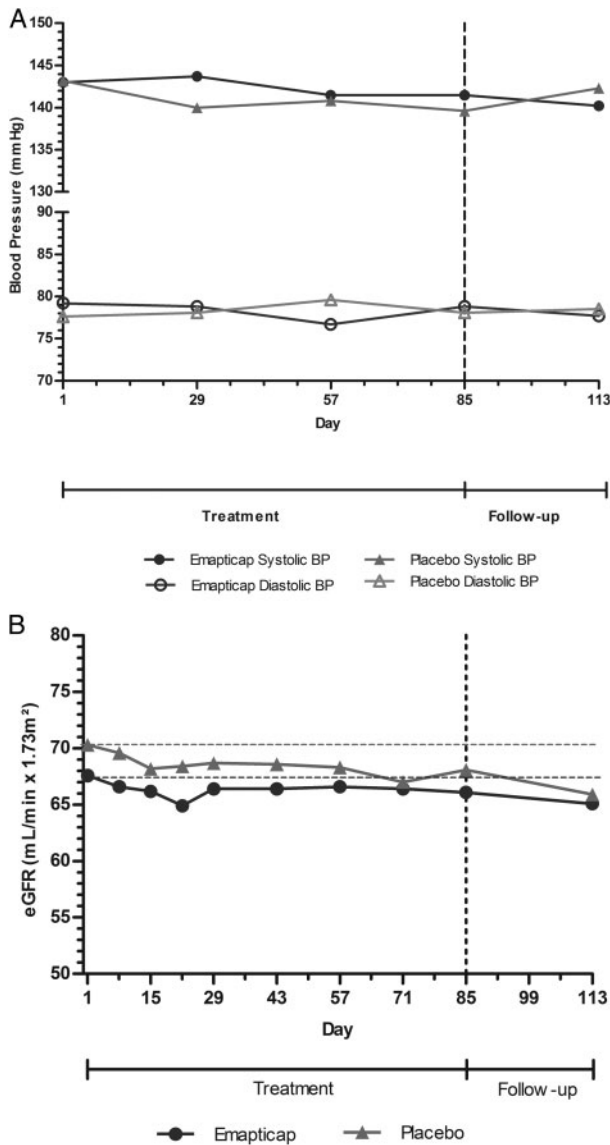 A
Blood Pressure (mmHg)
150
145
140
135
130
90
85
80
75
70
1 29 57 85 113
Day
Treatment Follow-up
Emapticap Systolic BP Placebo Systolic BP
Emapticap Diastolic BP Placebo Diastolic BP
B
eGFR (mL/min x 1.73m²)
80
75
70
65
60
55
50
1 15 29 43 57 71 85 99 113
Day
Treatment Follow-up
Emapticap Placebo